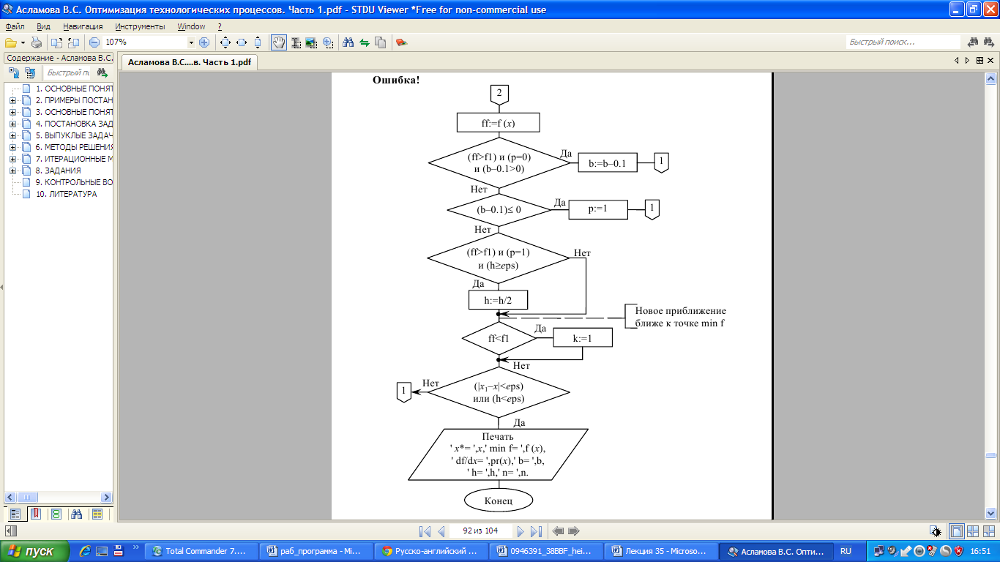 Асламова В.С. Оптимизация технологических процессов. Часть 1.pdf - STDU Viewer *Free for non-commercial use
Файл Вид Навигация Инструменты Window ?
107%
Быстрый поиск...
Содержание - Асламова В.С.
Асламова В.С....в. Часть 1.pdf
Быстрый по
1. ОСНОВНЫЕ ПОНЯТ
2. ПРИМЕРЫ ПОСТАН
3. ОСНОВНЫЕ ПОНЯТ
4. ПОСТАНОВКА ЗАД
5. ВЫПУКЛЫЕ ЗАДАЧ
6. МЕТОДЫ РЕШЕНИЯ
7. ИТЕРАЦИОННЫЕ М
8. ЗАДАНИЯ
9. КОНТРОЛЬНЫЕ ВО
10. ЛИТЕРАТУРА
Ошибка!
2
ff:=f (x)
(ff>f1) и (p=0)
и (b–0.1>0)
Да
b:=b–0.1
1
Нет
(b–0.1)≤ 0
Да
p:=1
1
Нет
(ff>f1) и (p=1)
и (h≥eps)
Нет
Да
h:=h/2
Новое приближение
ближе к точке min f
ff<f1
Да
k:=1
Нет
(|x₁–x|<eps)
или (h<eps)
Нет
1
Да
Печать
' x*= ',x,' min f= ',f (x),
' df/dx= ',pr(x),' b= ',b,
' h= ',h,' n= ',n.
Конец
92 из 104
пуск
Total Commander 7....
раб_программа - Mi...
Русско-английский ...
0946391_38BBF_hei...
Лекция 35 - Microso...
Асламова В.С. Опти...
RU
16:51